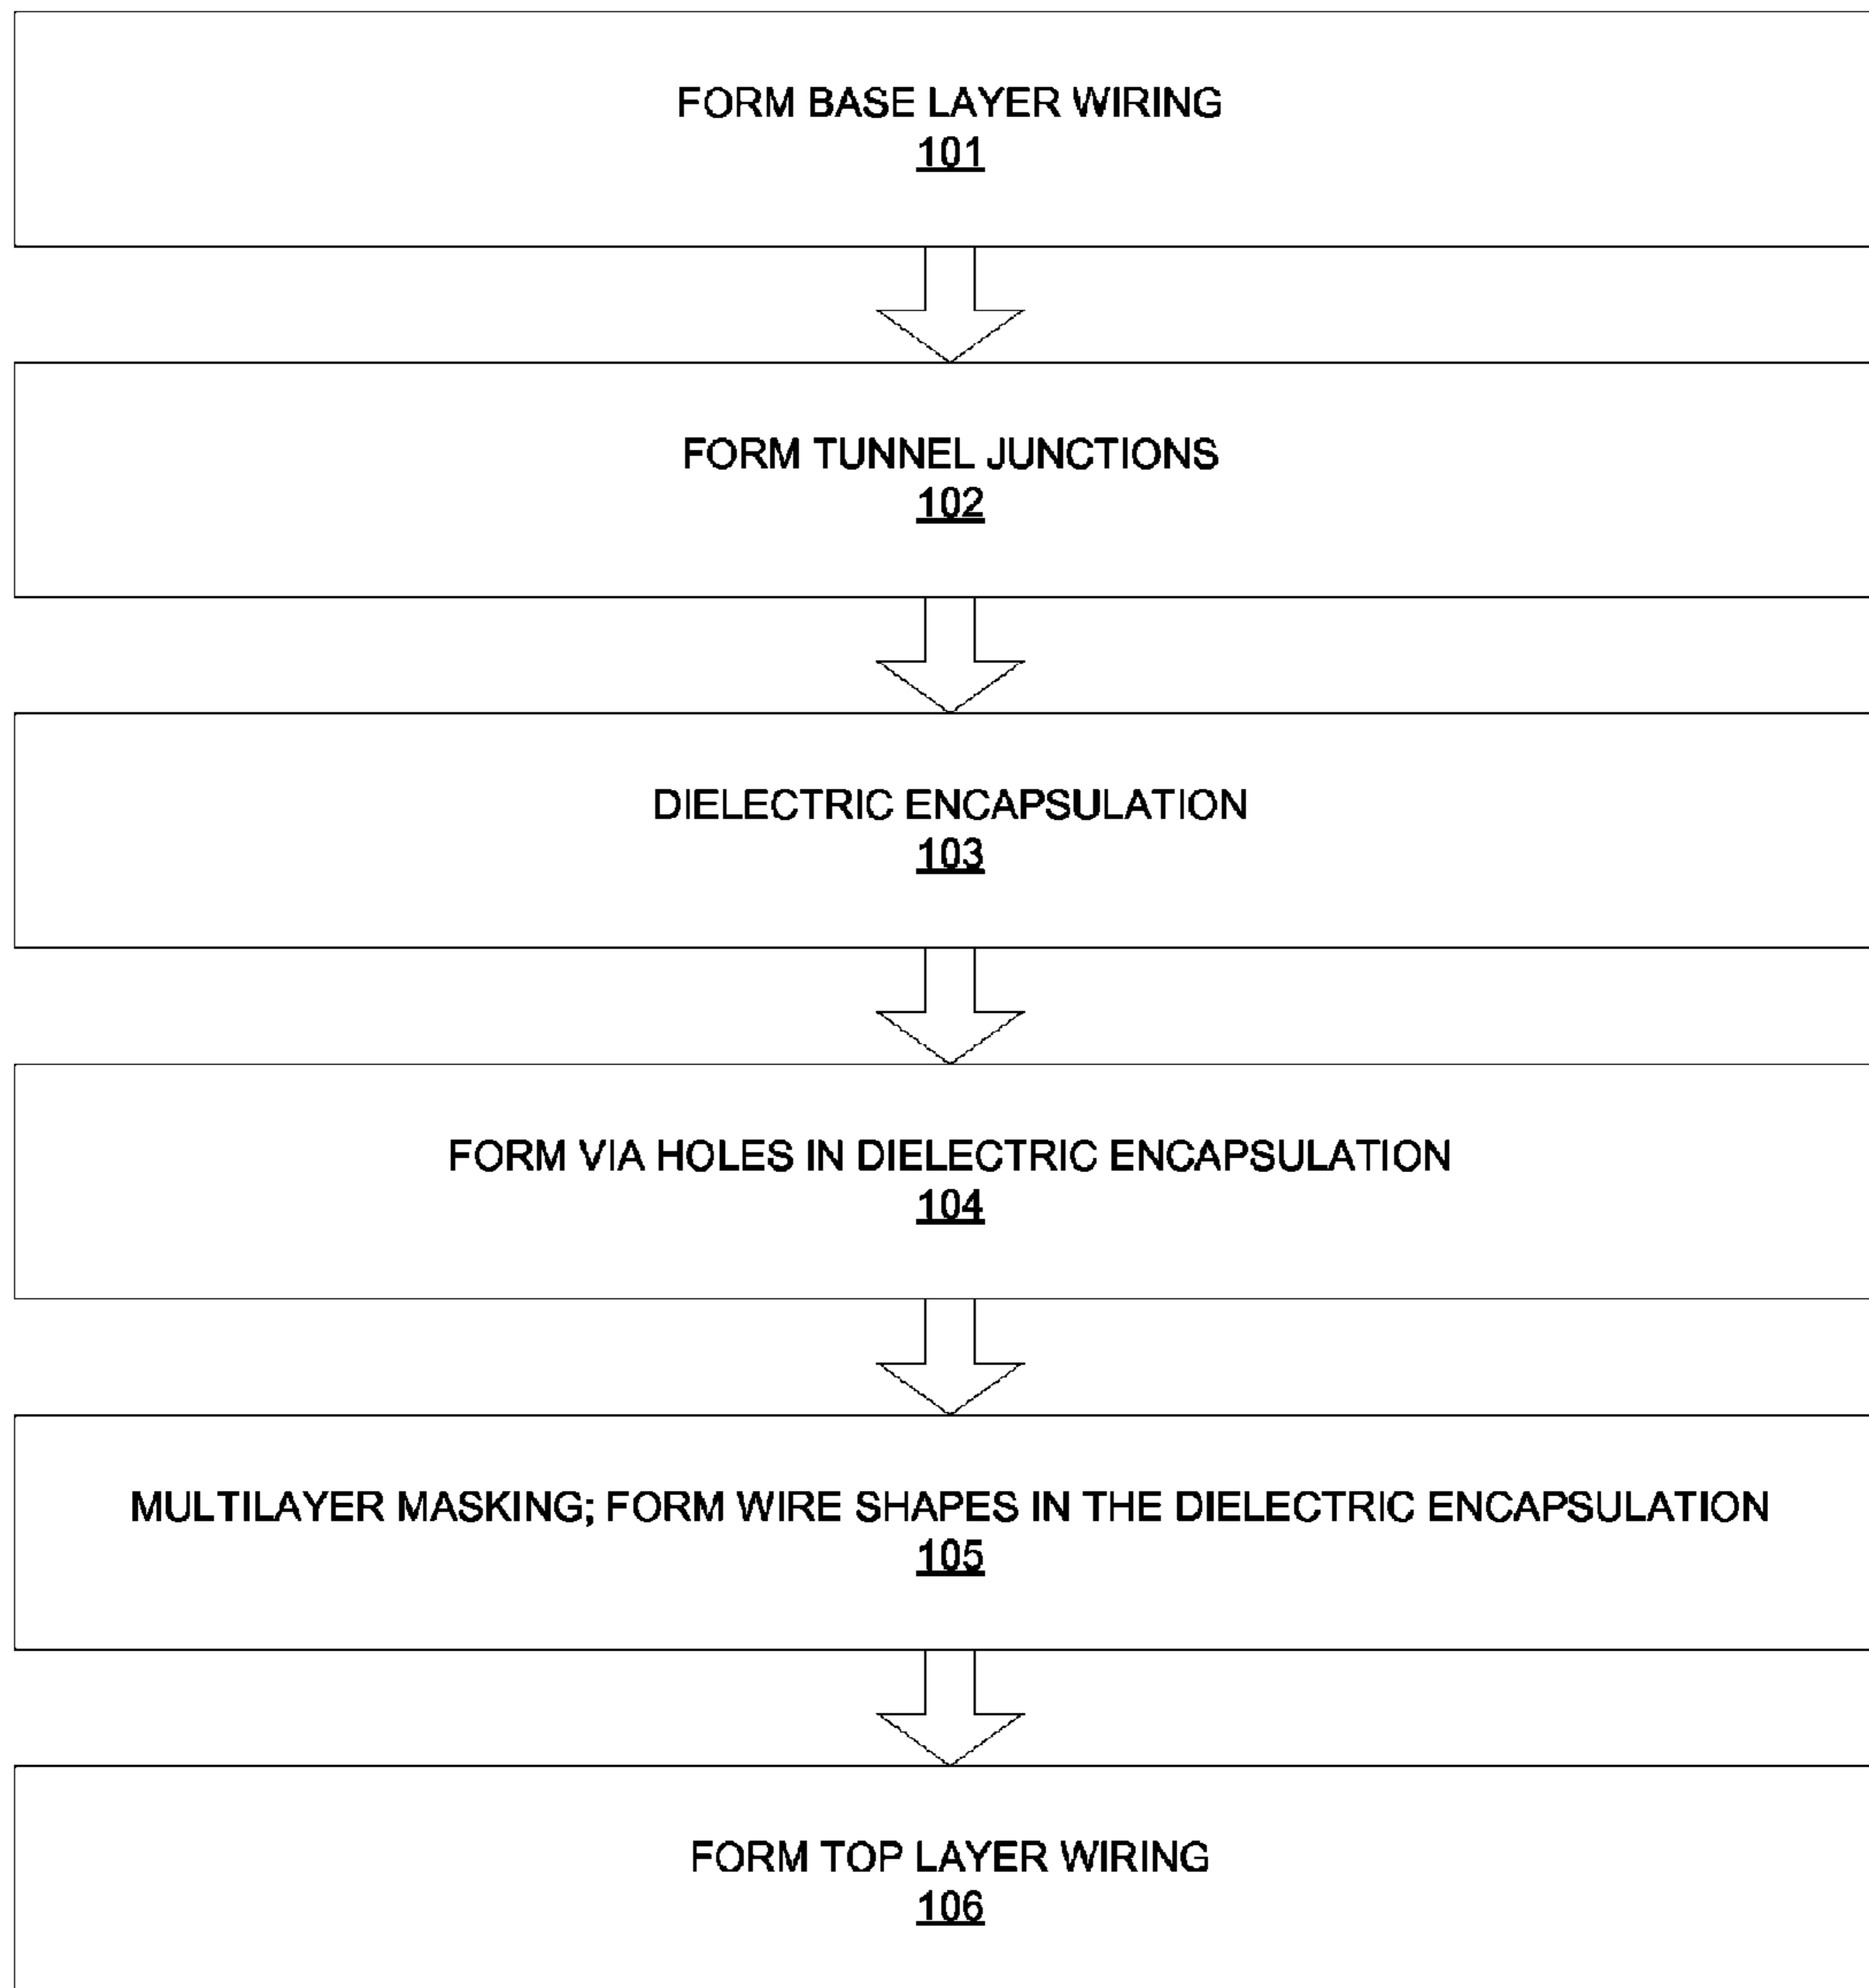 FORM BASE LAYER WIRING
101
FORM TUNNEL JUNCTIONS
102
DIELECTRIC ENCAPSULATION
103
FORM VIA HOLES IN DIELECTRIC ENCAPSULATION
104
MULTILAYER MASKING; FORM WIRE SHAPES IN THE DIELECTRIC ENCAPSULATION
105
FORM TOP LAYER WIRING
106